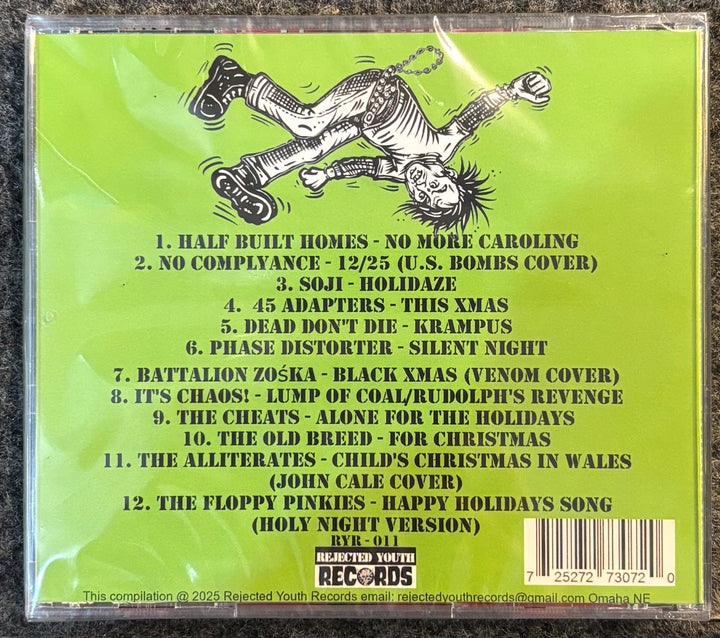 1. HALF BUILT HOMES - NO MORE CAROLING
2. NO COMPLYANCE - 12/25 (U.S. BOMBS COVER)
3. SOJI - HOLIDAZE
4. 45 ADAPTERS - THIS XMAS
5. DEAD DON'T DIE - KRAMPUS
6. PHASE DISTORTER - SILENT NIGHT
7. BATTALION ZOśKA - BLACK XMAS (VENOM COVER)
8. IT'S CHAOS! - LUMP OF COAL/RUDOLPH'S REVENGE
9. THE CHEATS - ALONE FOR THE HOLIDAYS
10. THE OLD BREED - FOR CHRISTMAS
11. THE ALLITERATES - CHILD'S CHRISTMAS IN WALES
(JOHN CALE COVER)
12. THE FLOPPY PINKIES - HAPPY HOLIDAYS SONG
(HOLY NIGHT VERSION)
RYR - 011
REJECTED YOUTH
RECORDS
7 25272 73072 0
This compilation @ 2025 Rejected Youth Records email: rejectedyouthrecords@gmail.com Omaha NE